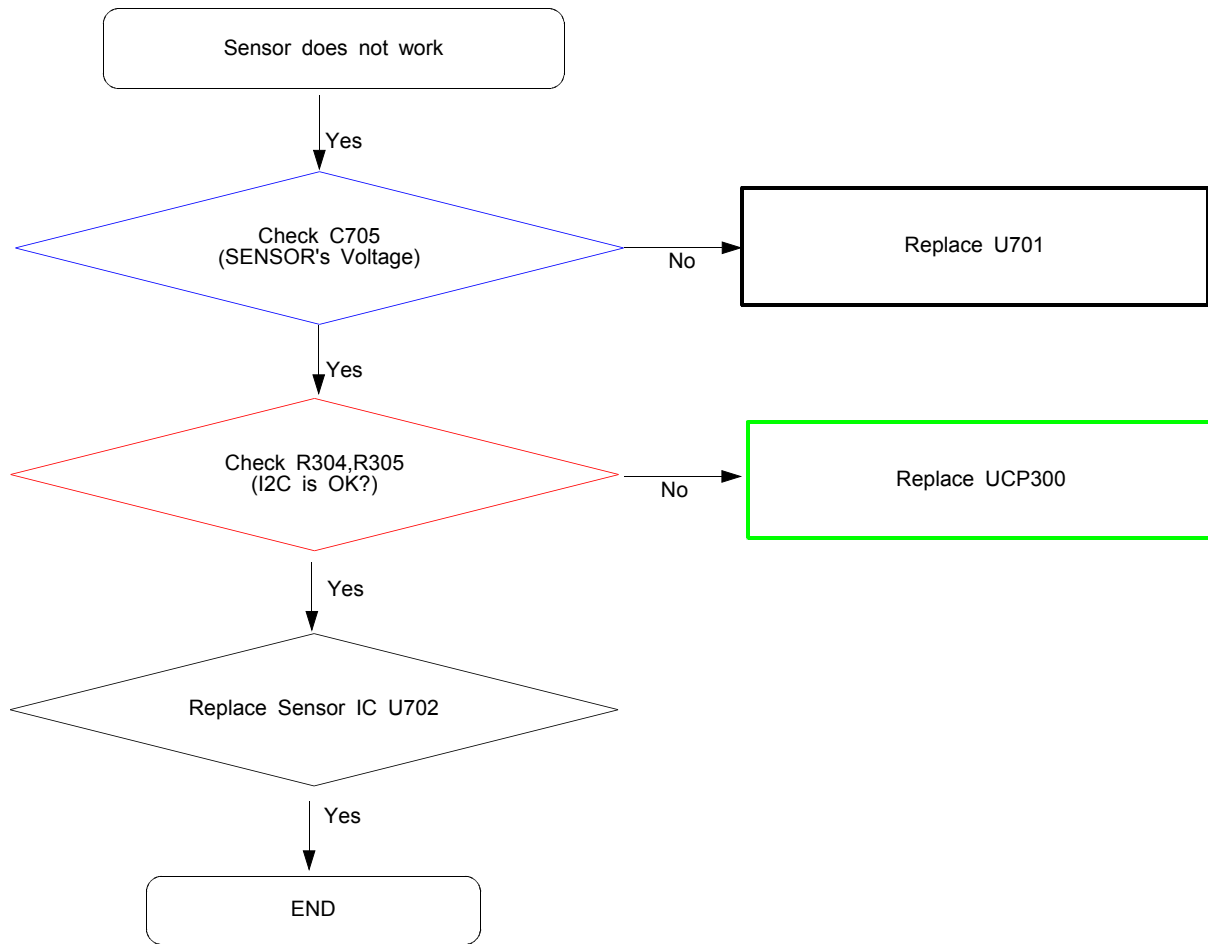 Sensor does not work
Yes
Check C705
(SENSOR's Voltage)
No
Replace U701
Yes
Check R304,R305
(I2C is OK?)
No
Replace UCP300
Yes
Replace Sensor IC U702
Yes
END